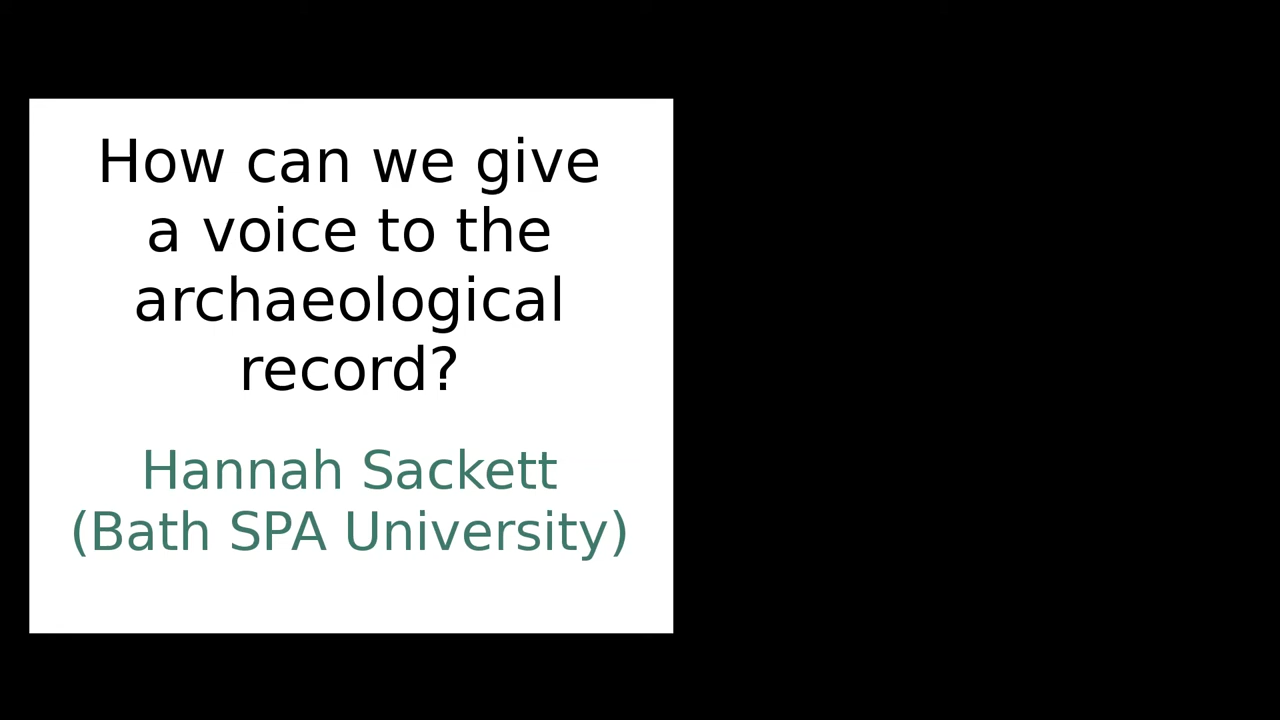 How can we give
a voice to the
archaeological
record?
Hannah Sackett
(Bath SPA University)